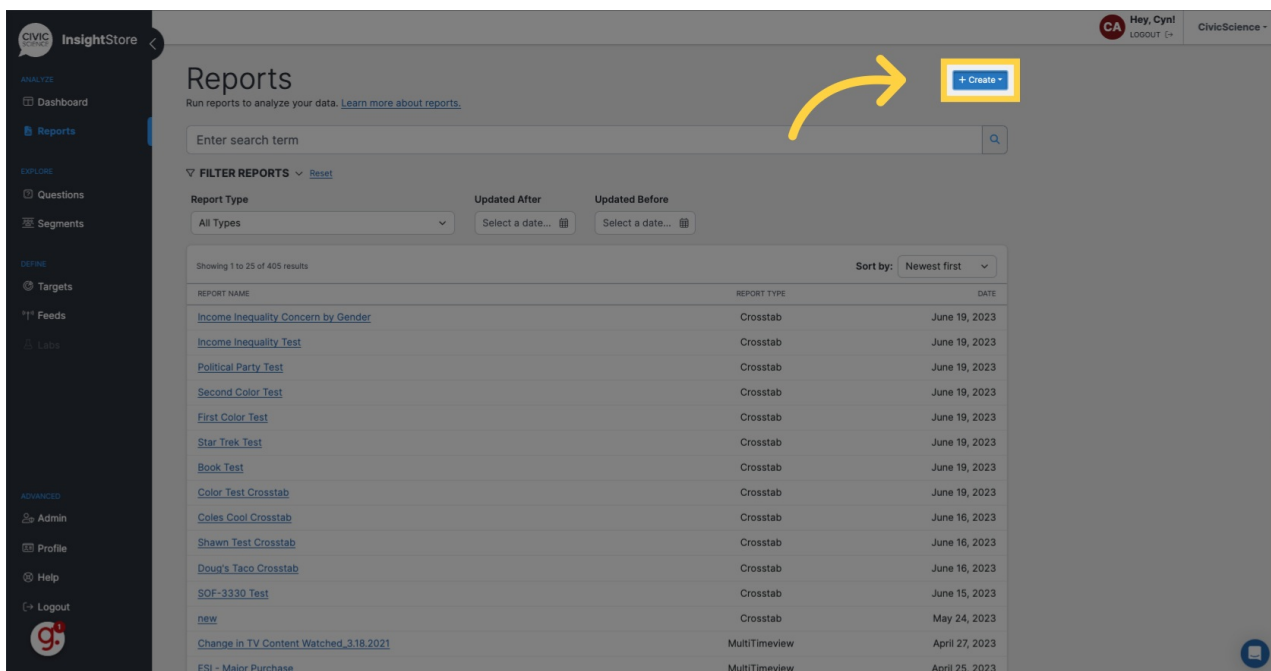 CIVIC
SCIENCE
InsightStore
Hey, Cyn!
CA
LOGOUT
CivicScience
ANALYZE
Dashboard
Reports
EXPLORE
Questions
Segments
DEFINE
Targets
Feeds
Labs
ADVANCED
Admin
Profile
Help
Logout
g.
1
Reports
+ Create
Run reports to analyze your data. Learn more about reports.
Enter search term
FILTER REPORTS Reset
Report Type Updated After Updated Before
All Types Select a date... Select a date...
Showing 1 to 25 of 405 results Sort by: Newest first
REPORT NAME REPORT TYPE DATE
Income Inequality Concern by Gender Crosstab June 19, 2023
Income Inequality Test Crosstab June 19, 2023
Political Party Test Crosstab June 19, 2023
Second Color Test Crosstab June 19, 2023
First Color Test Crosstab June 19, 2023
Star Trek Test Crosstab June 19, 2023
Book Test Crosstab June 19, 2023
Color Test Crosstab Crosstab June 19, 2023
Coles Cool Crosstab Crosstab June 16, 2023
Shawn Test Crosstab Crosstab June 16, 2023
Doug's Taco Crosstab Crosstab June 16, 2023
SOF-3330 Test Crosstab June 15, 2023
new Crosstab May 24, 2023
Change in TV Content Watched_3.18.2021 MultiTimeview April 27, 2023
ESI - Major Purchase MultiTimeview April 25, 2023